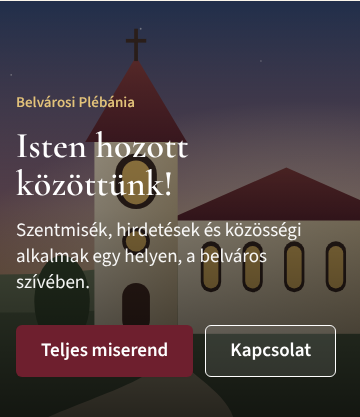 Belvárosi Plébánia
Isten hozott
közöttünk!
Szentmisék, hirdetések és közösségi
alkalmak egy helyen, a belváros
szívében.
Teljes miserend
Kapcsolat